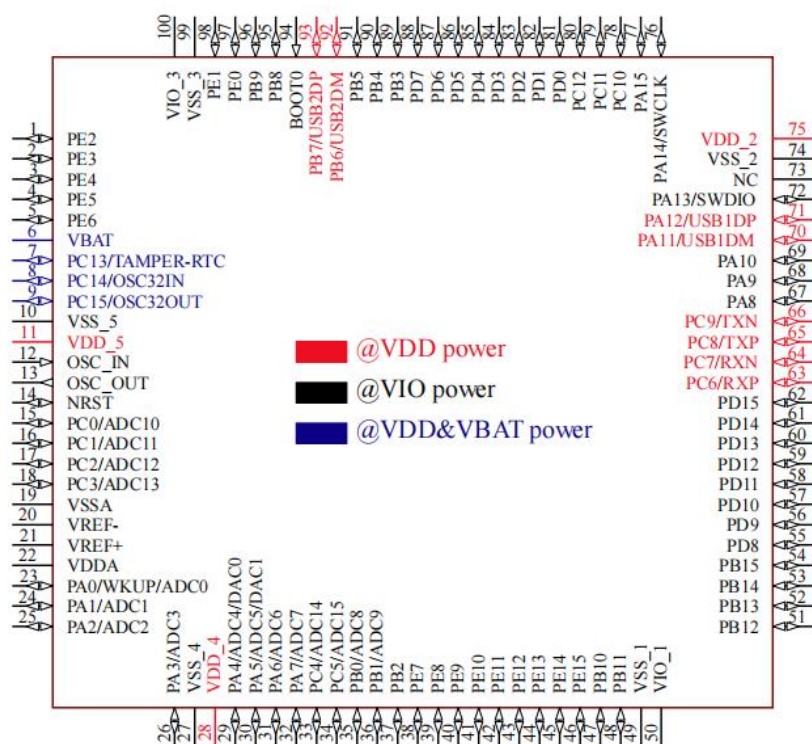 100 VIO_3
99 VSS_3
98 PE1
97 PE0
96 PB9
95 PB8
94 BOOT0
93 PB7/USB2DP
92 PB6/USB2DM
91 PB5
90 PB4
89 PB3
88 PD7
87 PD6
86 PD5
85 PD4
84 PD3
83 PD2
82 PD1
81 PD0
80 PC12
79 PC11
78 PC10
77 PA15
76 PA14/SWCLK
1 PE2
2 PE3
3 PE4
4 PE5
5 PE6
6 VBAT
7 PC13/TAMPER-RTC
8 PC14/OSC32IN
9 PC15/OSC32OUT
10 VSS_5
11 VDD_5
12 OSC_IN
13 OSC_OUT
14 NRST
15 PC0/ADC10
16 PC1/ADC11
17 PC2/ADC12
18 PC3/ADC13
19 VSSA
20 VREF-
21 VREF+
22 VDDA
23 PA0/WKUP/ADC0
24 PA1/ADC1
25 PA2/ADC2
@VDD power
@VIO power
@VDD&VBAT power
VDD_2 75
VSS_2 74
NC 73
PA13/SWDIO 72
PA12/USB1DP 71
PA11/USB1DM 70
PA10 69
PA9 68
PA8 67
PC9/TXN 66
PC8/TXP 65
PC7/RXN 64
PC6/RXP 63
PD15 62
PD14 61
PD13 60
PD12 59
PD11 58
PD10 57
PD9 56
PD8 55
PB15 54
PB14 53
PB13 52
PB12 51
26 PA3/ADC3
27 VSS_4
28 VDD_4
29 PA4/ADC4/DAC0
30 PA5/ADC5/DAC1
31 PA6/ADC6
32 PA7/ADC7
33 PC4/ADC14
34 PC5/ADC15
35 PB0/ADC8
36 PB1/ADC9
37 PB2
38 PE7
39 PE8
40 PE9
41 PE10
42 PE11
43 PE12
44 PE13
45 PE14
46 PE15
47 PB10
48 PB11
49 VSS_1
50 VIO_1